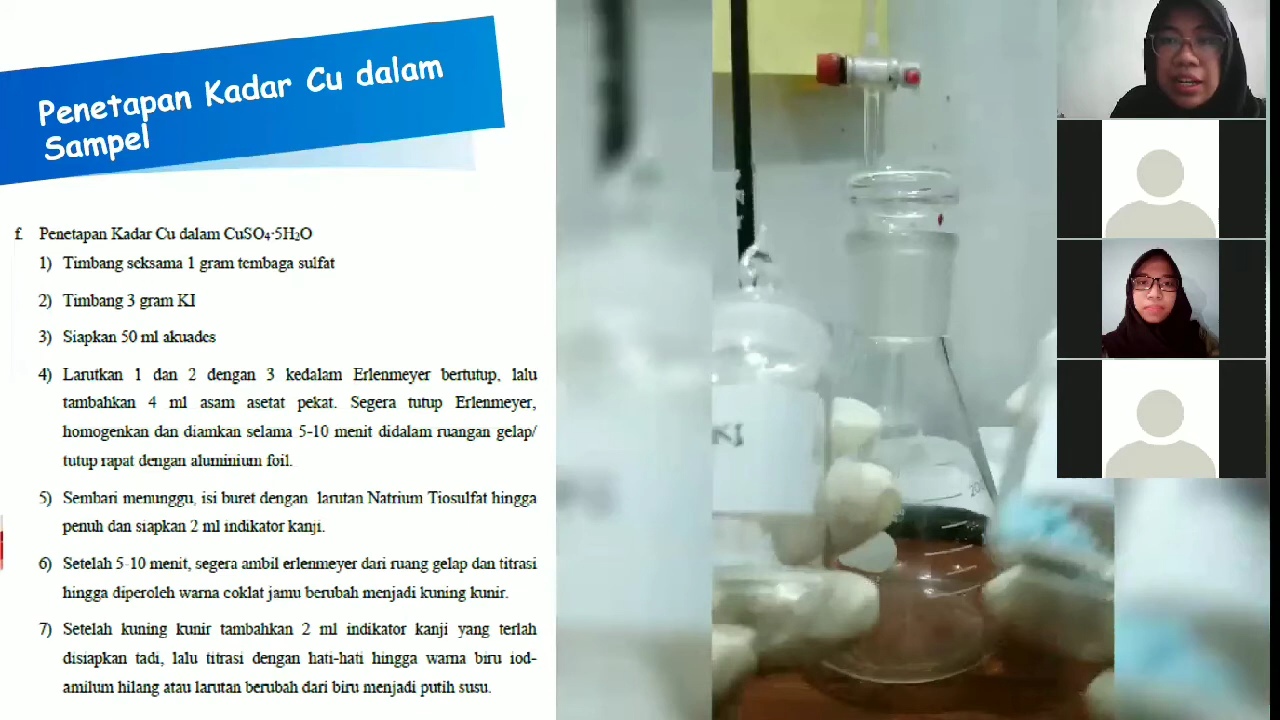 Penetapan Kadar Cu dalam
Sampel
f. Penetapan Kadar Cu dalam CuSO₄·5H₂O
1) Timbang seksama 1 gram tembaga sulfat
2) Timbang 3 gram KI
3) Siapkan 50 ml akuades
4) Larutkan 1 dan 2 dengan 3 kedalam Erlenmeyer bertutup, lalu
tambahkan 4 ml asam asetat pekat. Segera tutup Erlenmeyer,
homogenkan dan diamkan selama 5-10 menit didalam ruangan gelap/
tutup rapat dengan aluminium foil.
5) Sembari menunggu, isi buret dengan larutan Natrium Tiosulfat hingga
penuh dan siapkan 2 ml indikator kanji.
6) Setelah 5-10 menit, segera ambil erlenmeyer dari ruang gelap dan titrasi
hingga diperoleh warna coklat jamu berubah menjadi kuning kunir.
7) Setelah kuning kunir tambahkan 2 ml indikator kanji yang terlah
disiapkan tadi, lalu titrasi dengan hati-hati hingga warna biru iod-
amilum hilang atau larutan berubah dari biru menjadi putih susu.
KI